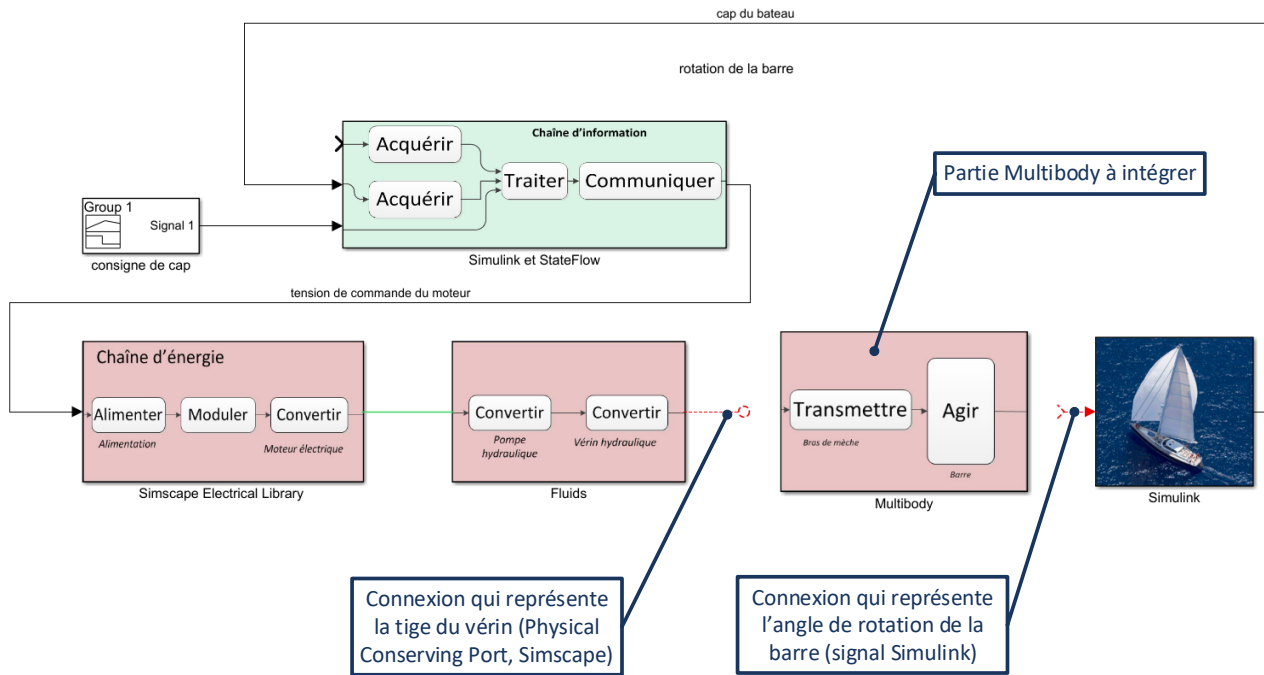 cap du bateau
rotation de la barre
Chaîne d'information
Acquérir
Acquérir
Traiter
Communiquer
Simulink et StateFlow
Group 1
Signal 1
consigne de cap
Partie Multibody à intégrer
tension de commande du moteur
Chaîne d'énergie
Alimenter
Moduler
Convertir
Alimentation
Moteur électrique
Simscape Electrical Library
Convertir
Convertir
Pompe
hydraulique
Vérin hydraulique
Fluids
Transmettre
Agir
Bras de mèche
Barre
Multibody
Simulink
Connexion qui représente
la tige du vérin (Physical
Conserving Port, Simscape)
Connexion qui représente
l'angle de rotation de la
barre (signal Simulink)